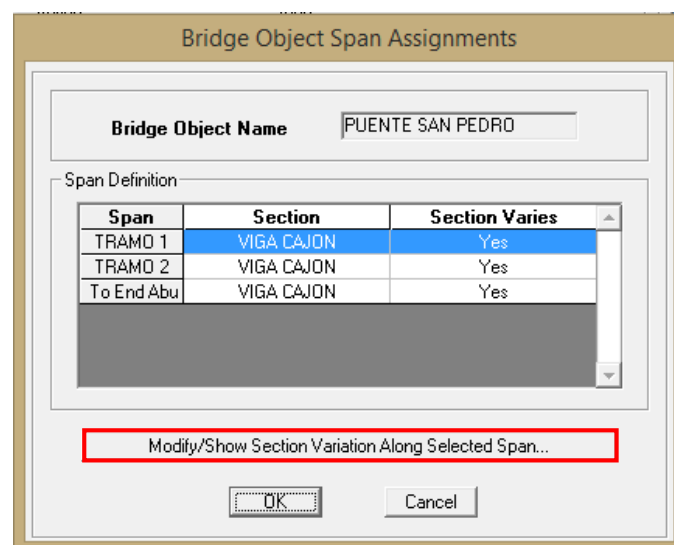 Bridge Object Span Assignments
Bridge Object Name PUENTE SAN PEDRO
Span Definition
Span Section Section Varies
TRAMO 1 VIGA CAJON Yes
TRAMO 2 VIGA CAJON Yes
To End Abu VIGA CAJON Yes
Modify/Show Section Variation Along Selected Span...
OK Cancel